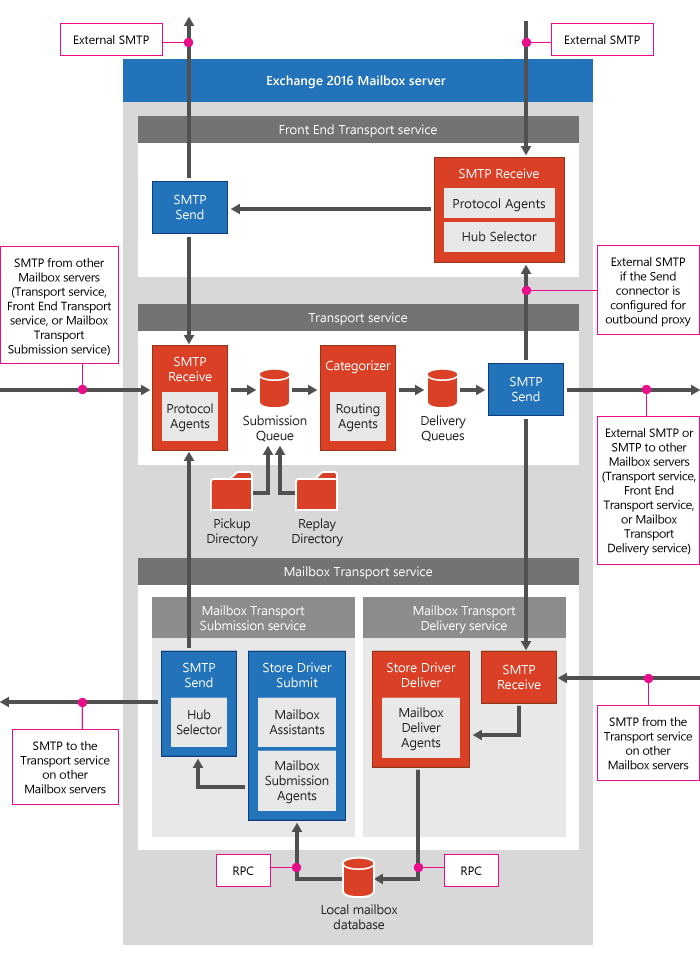 External SMTP
External SMTP
Exchange 2016 Mailbox server
Front End Transport service
SMTP Receive
Protocol Agents
Hub Selector
SMTP
Send
SMTP from other
Mailbox servers
(Transport service,
Front End Transport
service, or Mailbox
Transport
Submission service)
External SMTP
if the Send
connector is
configured for
outbound proxy
Transport service
SMTP
Receive
Protocol
Agents
Submission
Queue
Categorizer
Routing
Agents
Delivery
Queues
SMTP
Send
External SMTP or
SMTP to other
Mailbox servers
(Transport service,
Front End
Transport service,
or Mailbox
Transport
Delivery service)
Pickup
Directory
Replay
Directory
Mailbox Transport service
Mailbox Transport
Submission service
Mailbox Transport
Delivery service
SMTP
Send
Hub
Selector
Store Driver
Submit
Mailbox
Assistants
Mailbox
Submission
Agents
Store Driver
Deliver
Mailbox
Deliver
Agents
SMTP
Receive
SMTP to the
Transport service
on other
Mailbox servers
SMTP from the
Transport service
on other
Mailbox servers
RPC
RPC
Local mailbox
database